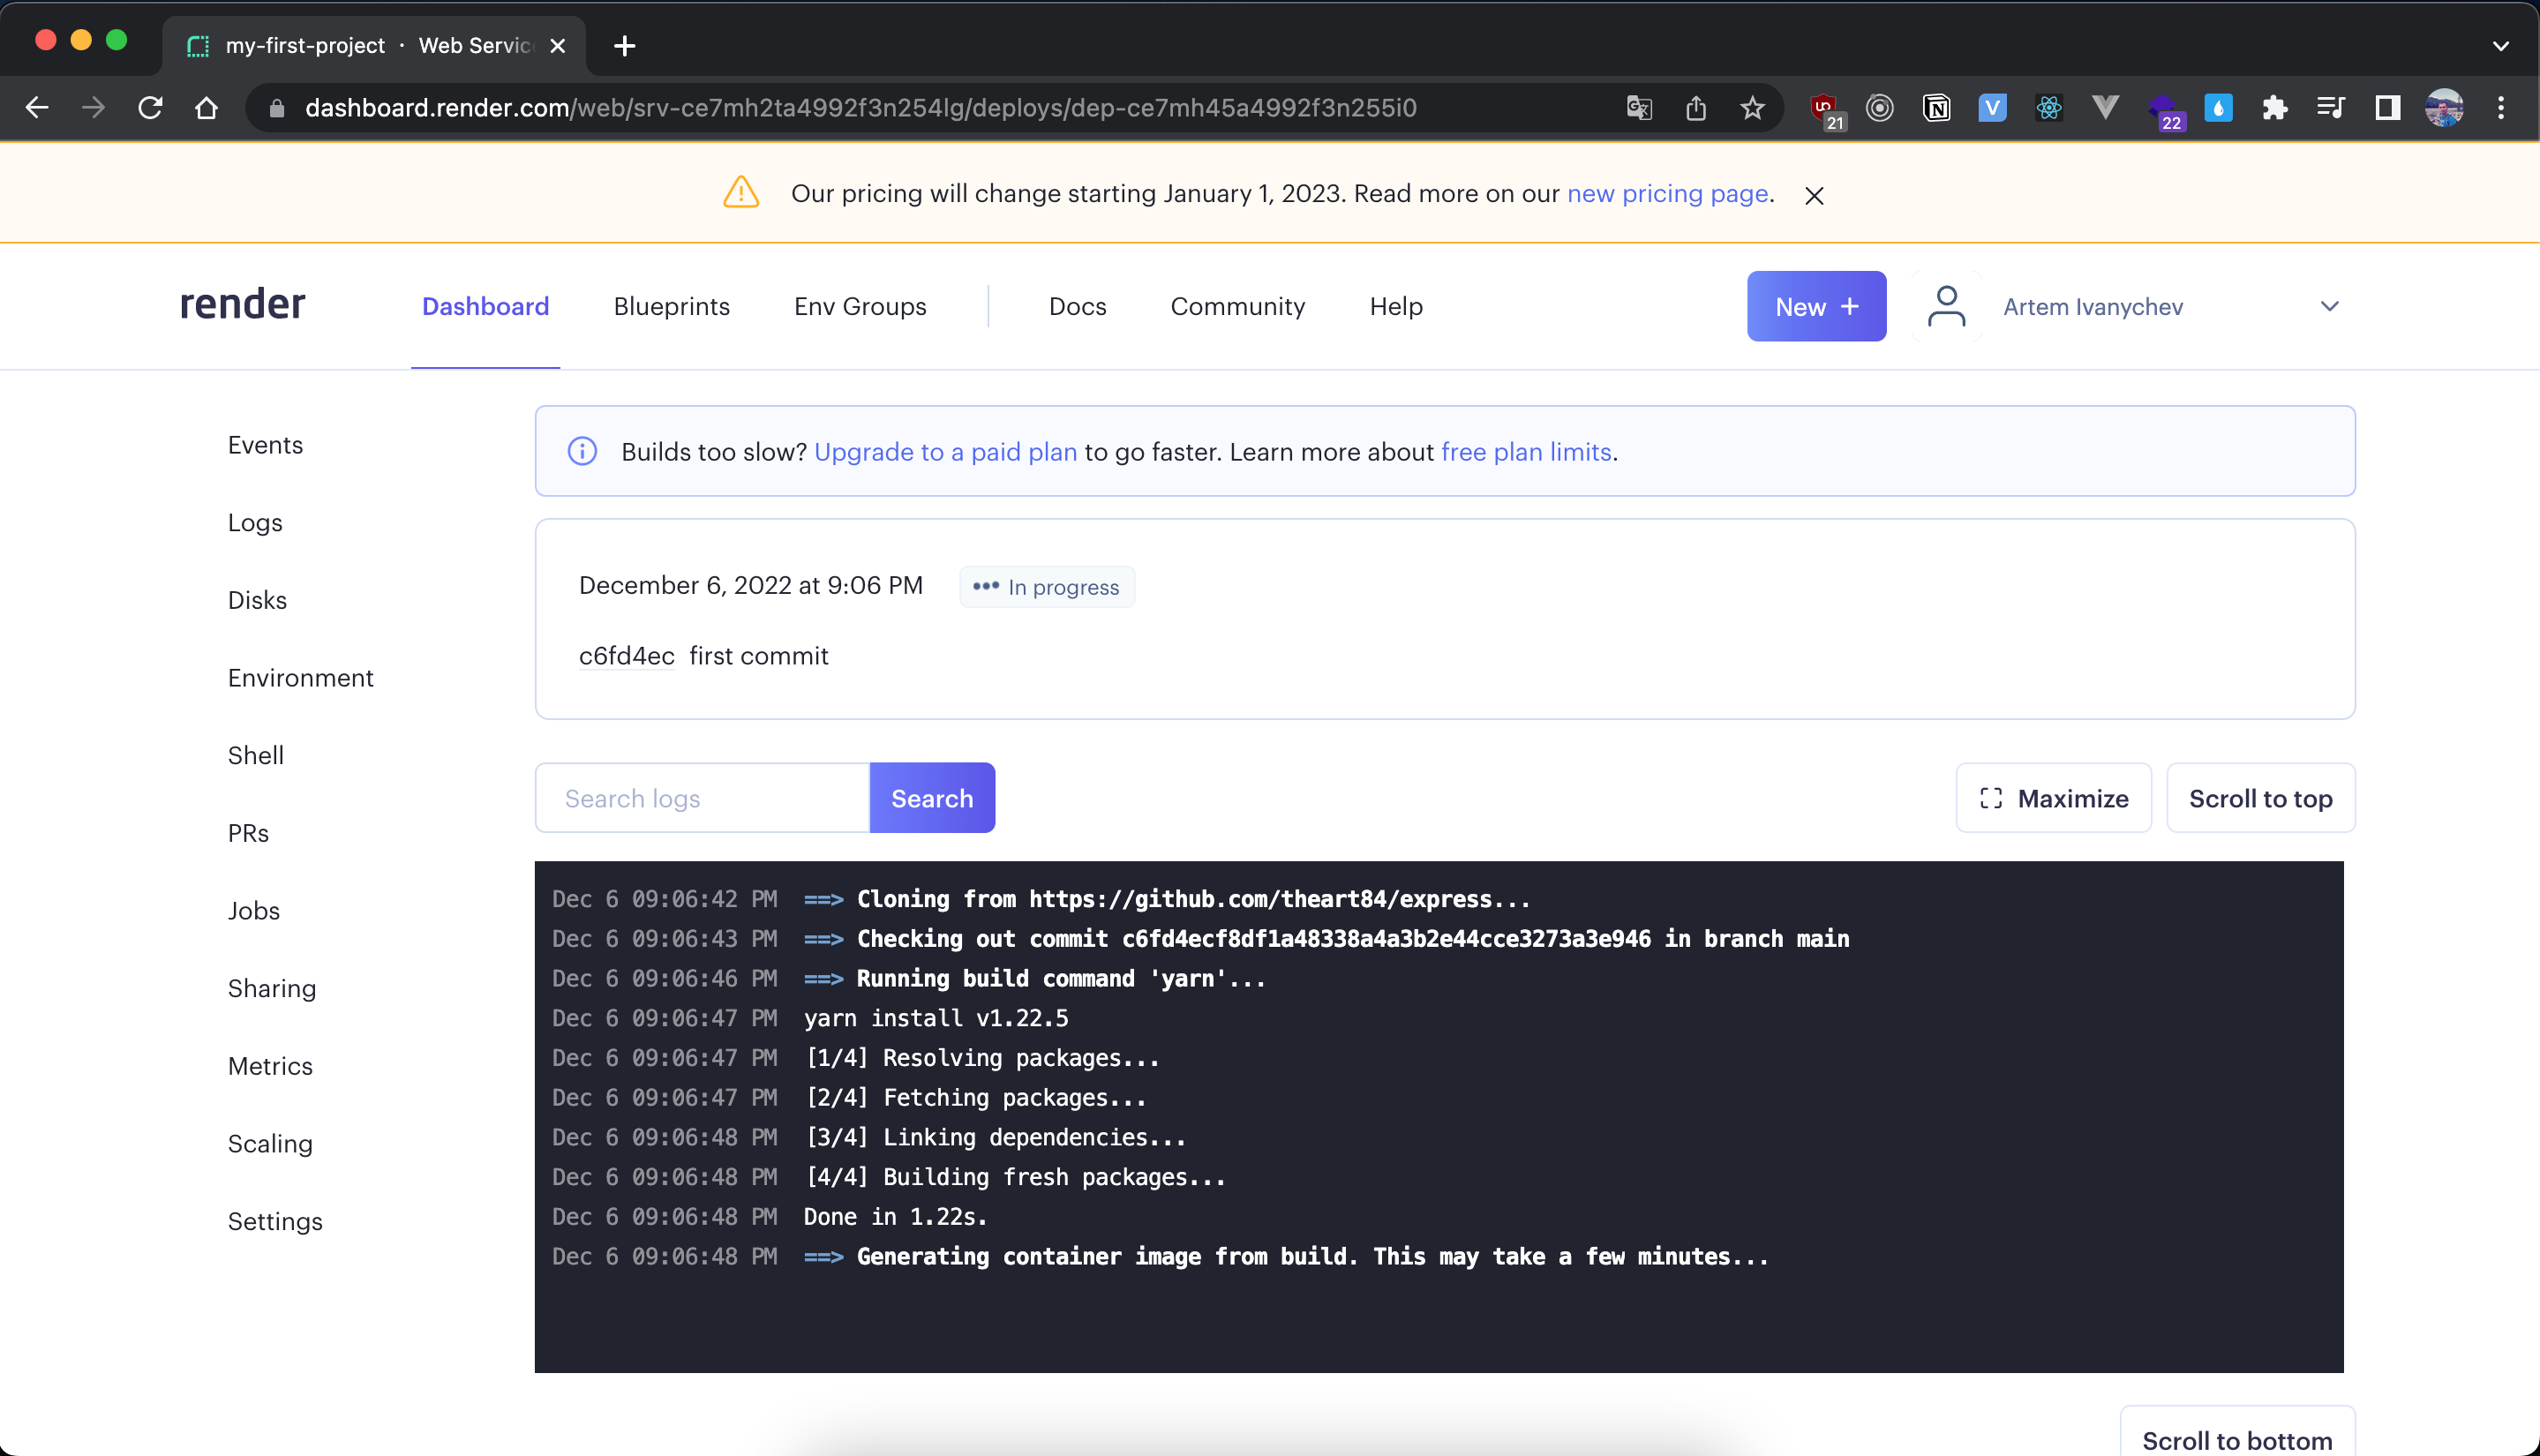 my-first-project · Web Servic
dashboard.render.com/web/srv-ce7mh2ta4992f3n254lg/deploys/dep-ce7mh45a4992f3n255i0
21
22
Our pricing will change starting January 1, 2023. Read more on our new pricing page.
render
Dashboard
Blueprints
Env Groups
Docs
Community
Help
New +
Artem Ivanychev
Events
Logs
Disks
Environment
Shell
PRs
Jobs
Sharing
Metrics
Scaling
Settings
Builds too slow? Upgrade to a paid plan to go faster. Learn more about free plan limits.
December 6, 2022 at 9:06 PM
In progress
c6fd4ec first commit
Search logs
Search
Maximize
Scroll to top
Dec 6 09:06:42 PM ==> Cloning from https://github.com/theart84/express...
Dec 6 09:06:43 PM ==> Checking out commit c6fd4ecf8df1a48338a4a3b2e44cce3273a3e946 in branch main
Dec 6 09:06:46 PM ==> Running build command 'yarn'...
Dec 6 09:06:47 PM yarn install v1.22.5
Dec 6 09:06:47 PM [1/4] Resolving packages...
Dec 6 09:06:47 PM [2/4] Fetching packages...
Dec 6 09:06:48 PM [3/4] Linking dependencies...
Dec 6 09:06:48 PM [4/4] Building fresh packages...
Dec 6 09:06:48 PM Done in 1.22s.
Dec 6 09:06:48 PM ==> Generating container image from build. This may take a few minutes...
Scroll to bottom